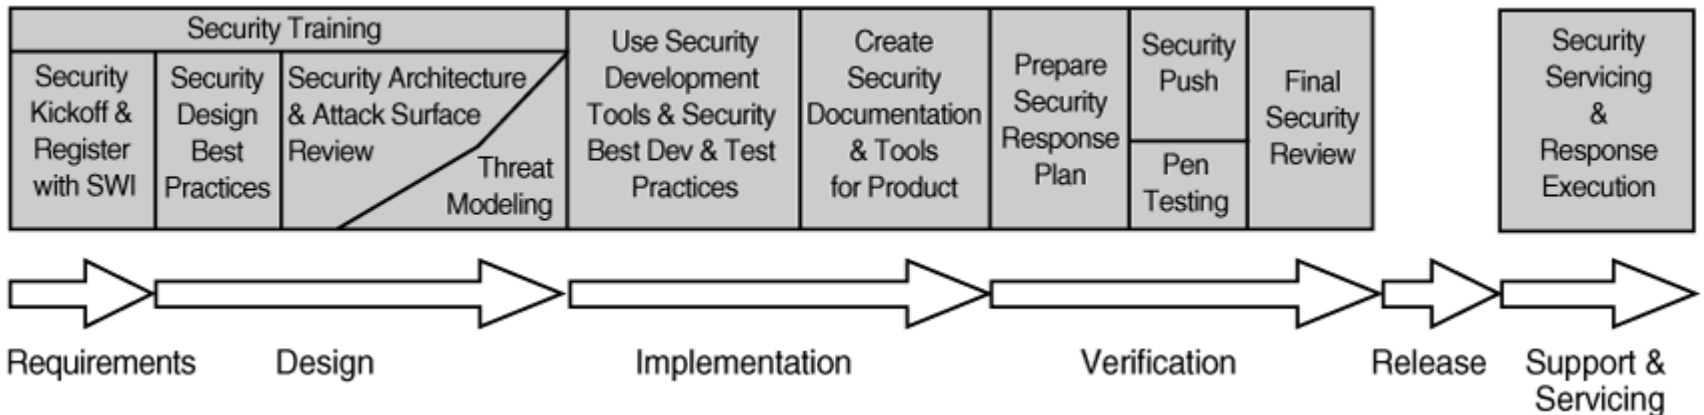 Security Training
Security
Kickoff &
Register
with SWI
Security
Design
Best
Practices
Security Architecture
& Attack Surface
Review
Threat
Modeling
Use Security
Development
Tools & Security
Best Dev & Test
Practices
Create
Security
Documentation
& Tools
for Product
Prepare
Security
Response
Plan
Security
Push
Pen
Testing
Final
Security
Review
Security
Servicing
&
Response
Execution
Requirements
Design
Implementation
Verification
Release
Support &
Servicing